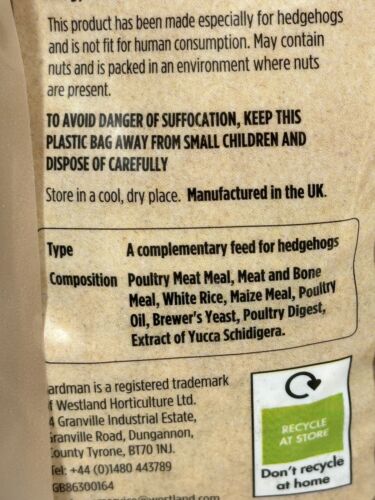 This product has been made especially for hedgehogs
and is not fit for human consumption. May contain
nuts and is packed in an environment where nuts
are present.
TO AVOID DANGER OF SUFFOCATION, KEEP THIS
PLASTIC BAG AWAY FROM SMALL CHILDREN AND
DISPOSE OF CAREFULLY
Store in a cool, dry place. Manufactured in the UK.
Type A complementary feed for hedgehogs
Composition Poultry Meat Meal, Meat and Bone
Meal, White Rice, Maize Meal, Poultry
Oil, Brewer's Yeast, Poultry Digest,
Extract of Yucca Schidigera.
ardman is a registered trademark
f Westland Horticulture Ltd.
4 Granville Industrial Estate,
Granville Road, Dungannon,
County Tyrone, BT70 1NJ.
Tel: +44 (0)1480 443789
GB86300164
RECYCLE
AT STORE
Don't recycle
at home